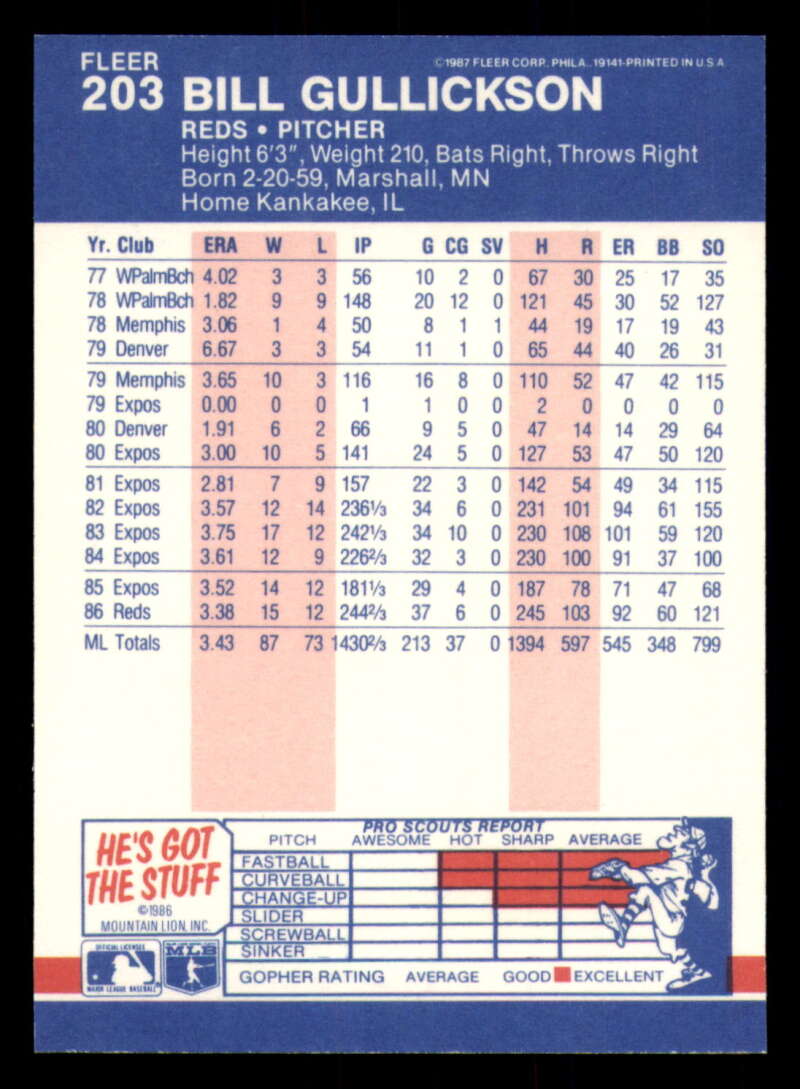 FLEER ©1987 FLEER CORP. PHILA., 19141-PRINTED IN U.S.A.
203 BILL GULLICKSON
REDS • PITCHER
Height 6'3", Weight 210, Bats Right, Throws Right
Born 2-20-59, Marshall, MN
Home Kankakee, IL
Yr. Club ERA W L IP G CG SV H R ER BB SO
77 WPalmBch 4.02 3 3 56 10 2 0 67 30 25 17 35
78 WPalmBch 1.82 9 9 148 20 12 0 121 45 30 52 127
78 Memphis 3.06 1 4 50 8 1 1 44 19 17 19 43
79 Denver 6.67 3 3 54 11 1 0 65 44 40 26 31
79 Memphis 3.65 10 3 116 16 8 0 110 52 47 42 115
79 Expos 0.00 0 0 1 1 0 0 2 0 0 0 0
80 Denver 1.91 6 2 66 9 5 0 47 14 14 29 64
80 Expos 3.00 10 5 141 24 5 0 127 53 47 50 120
81 Expos 2.81 7 9 157 22 3 0 142 54 49 34 115
82 Expos 3.57 12 14 236⅓ 34 6 0 231 101 94 61 155
83 Expos 3.75 17 12 242⅓ 34 10 0 230 108 101 59 120
84 Expos 3.61 12 9 226⅔ 32 3 0 230 100 91 37 100
85 Expos 3.52 14 12 181⅓ 29 4 0 187 78 71 47 68
86 Reds 3.38 15 12 244⅔ 37 6 0 245 103 92 60 121
ML Totals 3.43 87 73 1430⅔ 213 37 0 1394 597 545 348 799
HE'S GOT
THE STUFF
©1986
MOUNTAIN LION, INC.
OFFICIAL LICENSEE
MAJOR LEAGUE BASEBALL
MLB
PRO SCOUTS REPORT
PITCH AWESOME HOT SHARP AVERAGE
FASTBALL
CURVEBALL
CHANGE-UP
SLIDER
SCREWBALL
SINKER
GOPHER RATING AVERAGE GOOD EXCELLENT